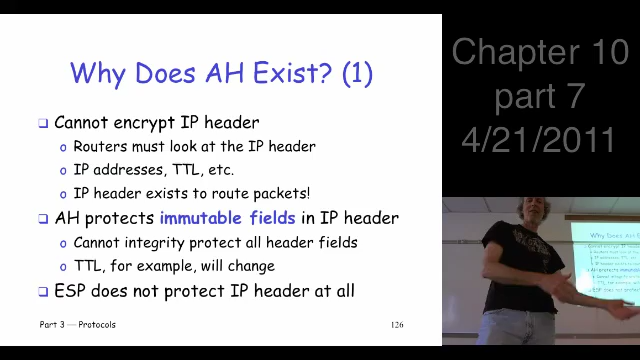 Why Does AH Exist? (1)
Cannot encrypt IP header
Routers must look at the IP header
IP addresses, TTL, etc.
IP header exists to route packets!
AH protects immutable fields in IP header
Cannot integrity protect all header fields
TTL, for example, will change
ESP does not protect IP header at all
Part 3 — Protocols
126
Chapter 10
part 7
4/21/2011